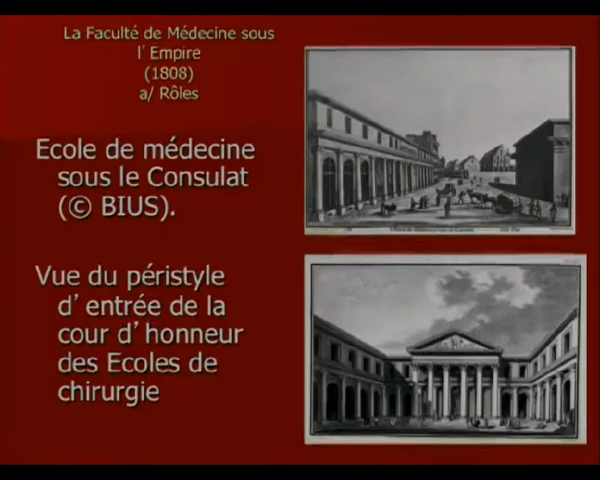 La Faculté de Médecine sous
l’ Empire
(1808)
a/ Rôles
Ecole de médecine
sous le Consulat
(© BIUS).
Vue du péristyle
d’ entrée de la
cour d’ honneur
des Ecoles de
chirurgie